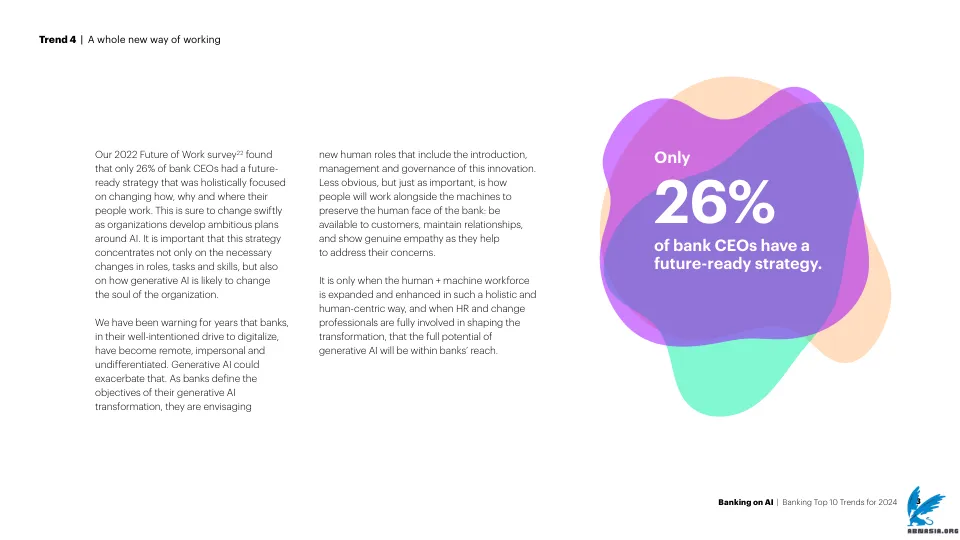 Trend 4 | A whole new way of working
Our 2022 Future of Work survey²² found
that only 26% of bank CEOs had a future-
ready strategy that was holistically focused
on changing how, why and where their
people work. This is sure to change swiftly
as organizations develop ambitious plans
around AI. It is important that this strategy
concentrates not only on the necessary
changes in roles, tasks and skills, but also
on how generative AI is likely to change
the soul of the organization.
We have been warning for years that banks,
in their well-intentioned drive to digitalize,
have become remote, impersonal and
undifferentiated. Generative AI could
exacerbate that. As banks define the
objectives of their generative AI
transformation, they are envisaging
new human roles that include the introduction,
management and governance of this innovation.
Less obvious, but just as important, is how
people will work alongside the machines to
preserve the human face of the bank: be
available to customers, maintain relationships,
and show genuine empathy as they help
to address their concerns.
It is only when the human + machine workforce
is expanded and enhanced in such a holistic and
human-centric way, and when HR and change
professionals are fully involved in shaping the
transformation, that the full potential of
generative AI will be within banks' reach.
Only
26%
of bank CEOs have a
future-ready strategy.
Banking on AI | Banking Top 10 Trends for 2024
ANNASIA.ORG